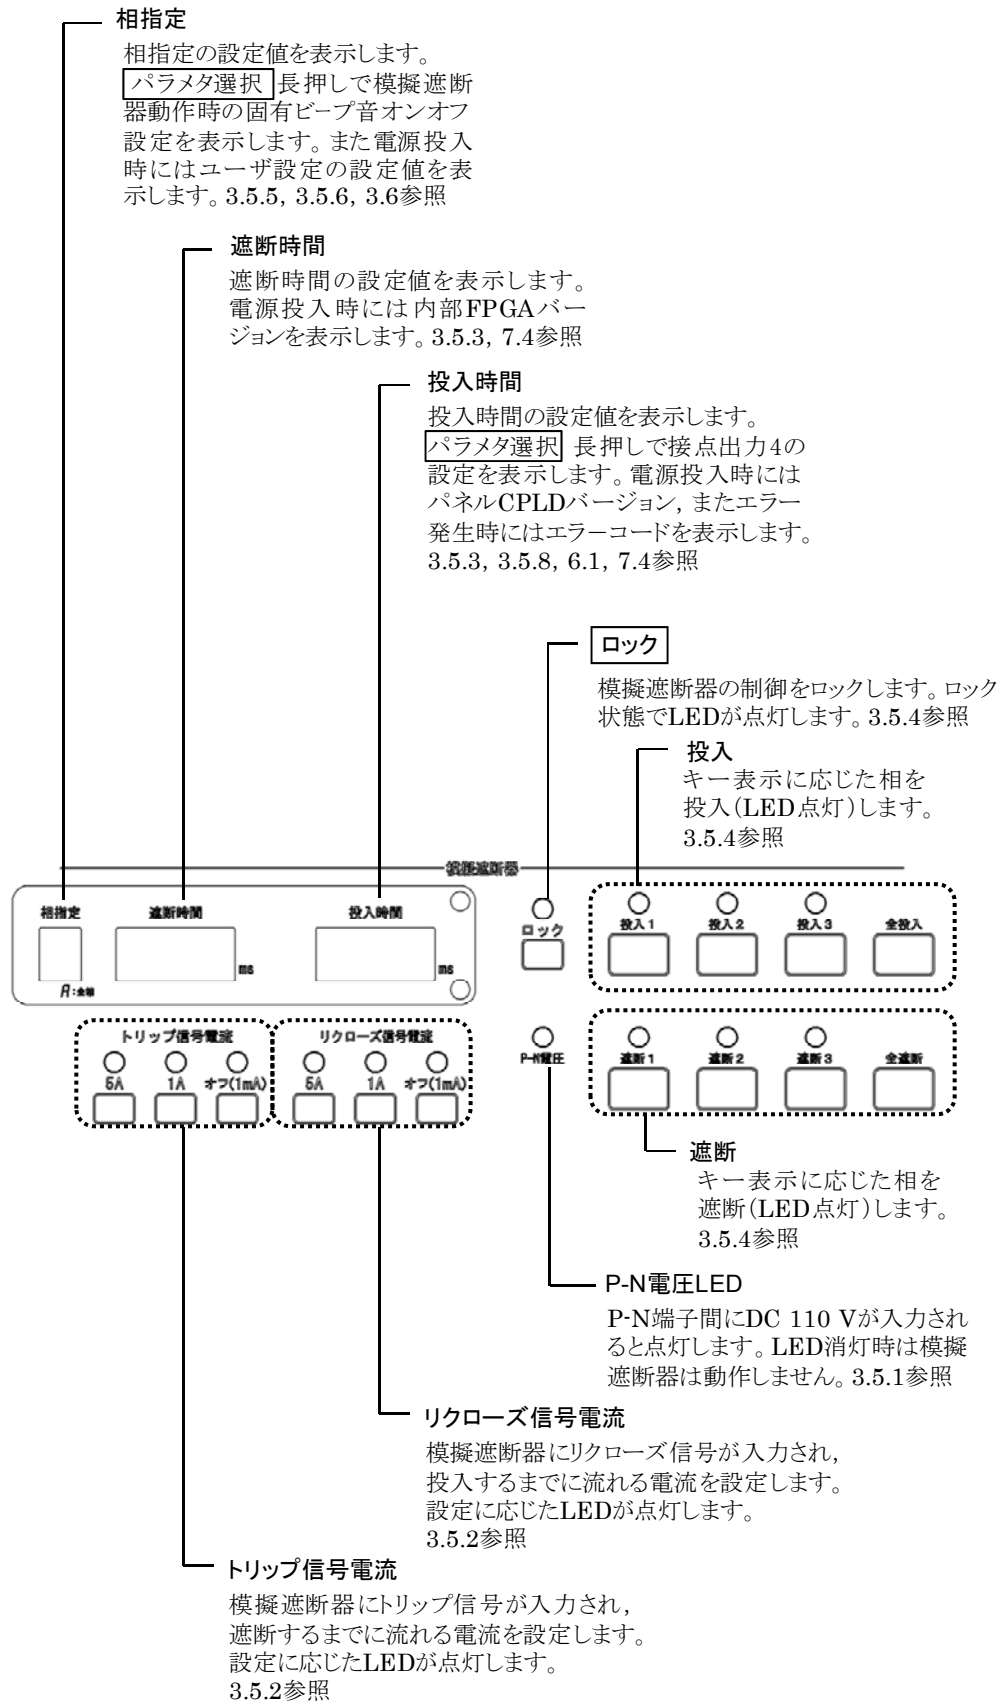 相指定
相指定の設定値を表示します。
パラメタ選択 長押しで模擬遮断
器動作時の固有ビープ音オンオフ
設定を表示します。また電源投入
時にはユーザ設定の設定値を表
示します。3.5.5, 3.5.6, 3.6参照
遮断時間
遮断時間の設定値を表示します。
電源投入時には内部FPGAバー
ジョンを表示します。3.5.3, 7.4参照
投入時間
投入時間の設定値を表示します。
パラメタ選択 長押しで接点出力4の
設定を表示します。電源投入時には
パネルCPLDバージョン, またエラー
発生時にはエラーコードを表示します。
3.5.3, 3.5.8, 6.1, 7.4参照
ロック
模擬遮断器の制御をロックします。ロック
状態でLEDが点灯します。3.5.4参照
投入
キー表示に応じた相を
投入(LED点灯)します。
3.5.4参照
模擬遮断器
相指定 遮断時間 投入時間
ms ms
A:全相
ロック
投入1 投入2 投入3 全投入
トリップ信号電流 リクローズ信号電流
5A 1A オフ(1mA) 5A 1A オフ(1mA)
P-N電圧
遮断1 遮断2 遮断3 全遮断
遮断
キー表示に応じた相を
遮断(LED点灯)します。
3.5.4参照
P-N電圧LED
P-N端子間にDC 110 Vが入力され
ると点灯します。LED消灯時は模擬
遮断器は動作しません。3.5.1参照
リクローズ信号電流
模擬遮断器にリクローズ信号が入力され,
投入するまでに流れる電流を設定します。
設定に応じたLEDが点灯します。
3.5.2参照
トリップ信号電流
模擬遮断器にトリップ信号が入力され,
遮断するまでに流れる電流を設定します。
設定に応じたLEDが点灯します。
3.5.2参照